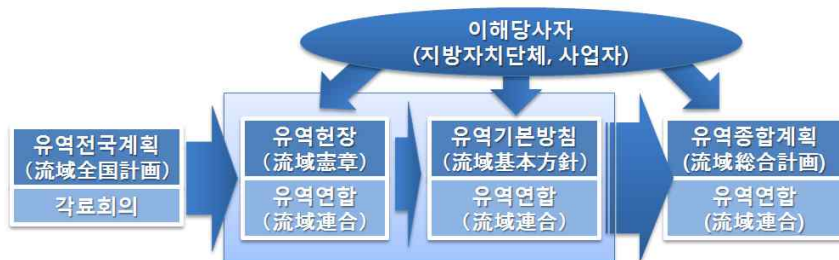 이해당사자
(지방자치단체, 사업자)
유역전국계획
(流域全国計画)
각료회의
유역헌장
(流域憲章)
유역연합
(流域連合)
유역기본방침
(流域基本方針)
유역연합
(流域連合)
유역종합계획
(流域総合計画)
유역연합
(流域連合)